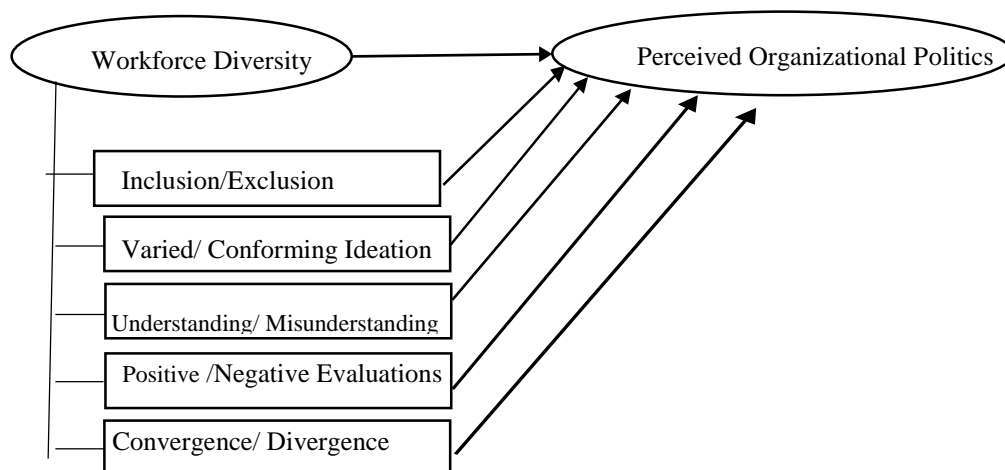 Workforce Diversity
Perceived Organizational Politics
Inclusion/Exclusion
Varied/ Conforming Ideation
Understanding/ Misunderstanding
Positive /Negative Evaluations
Convergence/ Divergence